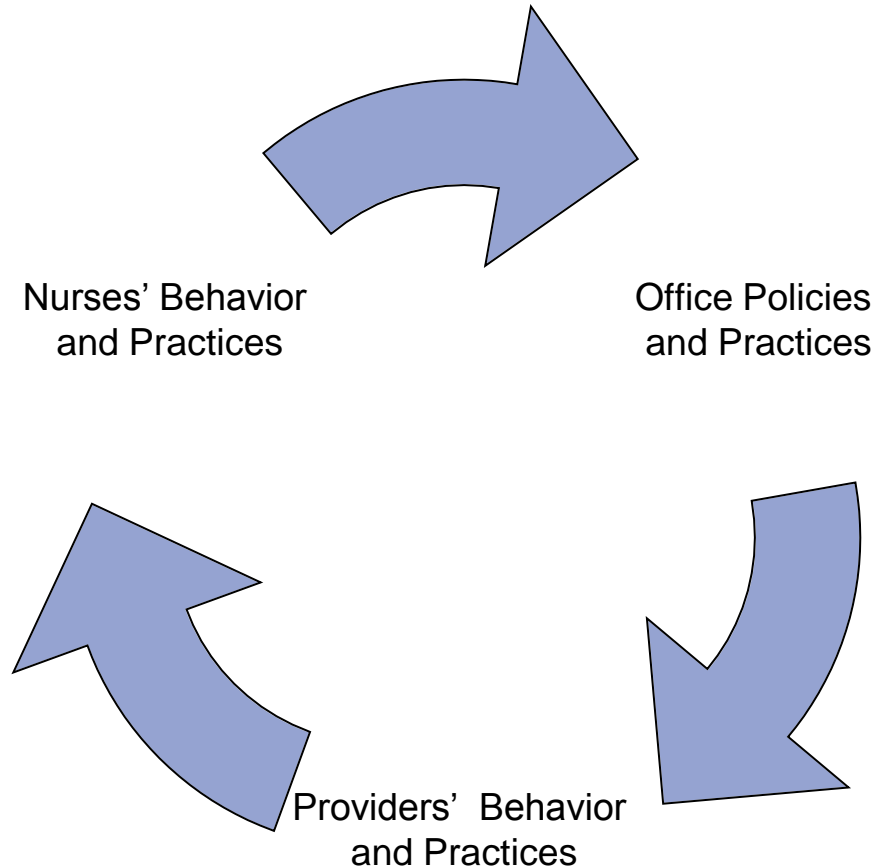 Nurses’ Behavior
and Practices
Office Policies
and Practices
Providers’ Behavior
and Practices